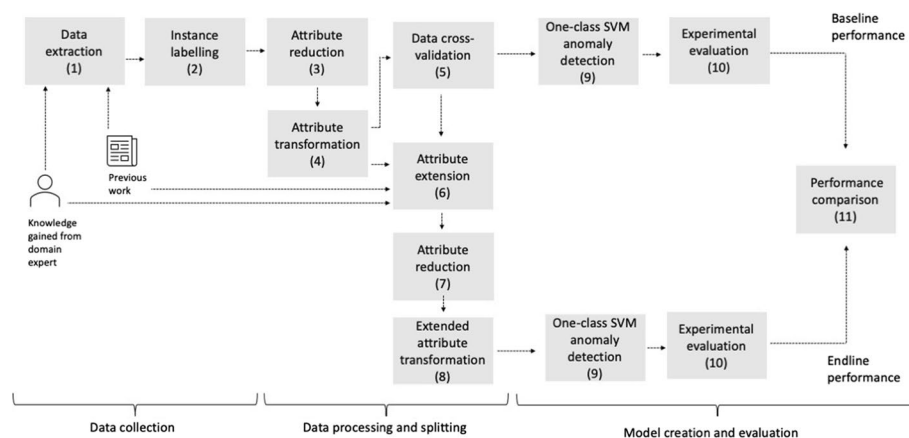 Data
extraction
(1)
Instance
labelling
(2)
Attribute
reduction
(3)
Attribute
transformation
(4)
Data cross-
validation
(5)
One-class SVM
anomaly
detection
(9)
Experimental
evaluation
(10)
Baseline
performance
Previous
work
Knowledge
gained from
domain
expert
Attribute
extension
(6)
Performance
comparison
(11)
Attribute
reduction
(7)
Extended
attribute
transformation
(8)
One-class SVM
anomaly
detection
(9)
Experimental
evaluation
(10)
Endline
performance
Data collection
Data processing and splitting
Model creation and evaluation